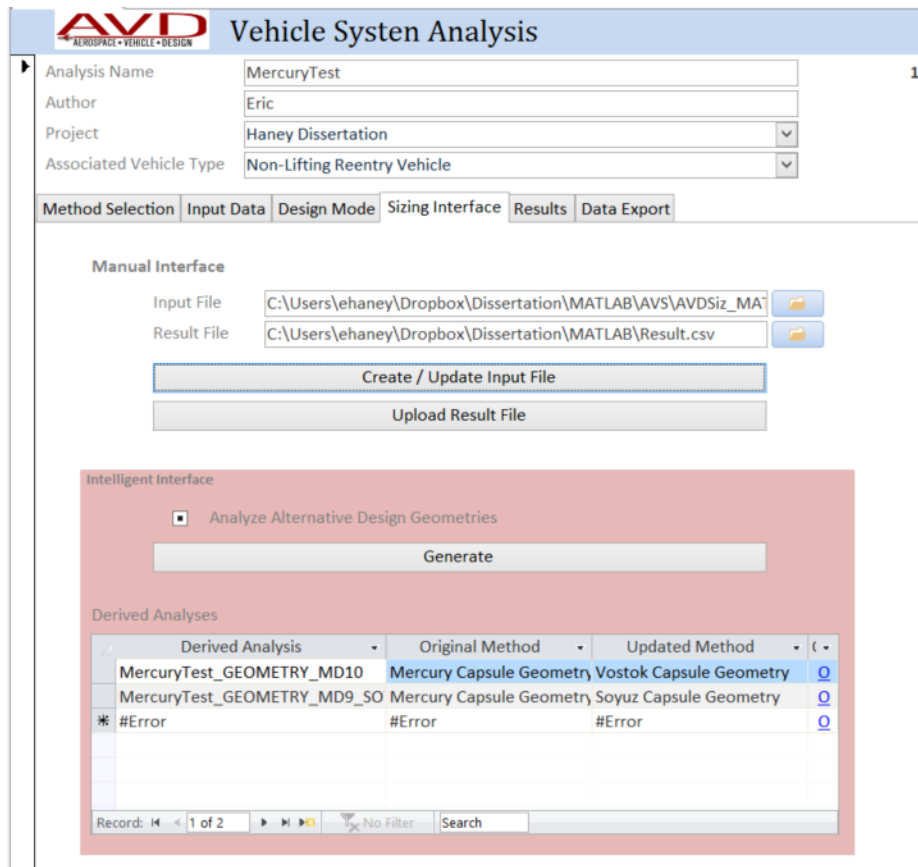 AVD
AEROSPACE • VEHICLE • DESIGN
Vehicle Systen Analysis
Analysis Name MercuryTest 1
Author Eric
Project Haney Dissertation
Associated Vehicle Type Non-Lifting Reentry Vehicle
Method Selection Input Data Design Mode Sizing Interface Results Data Export
Manual Interface
Input File C:\Users\ehaney\Dropbox\Dissertation\MATLAB\AVS\AVDSiz_MAT
Result File C:\Users\ehaney\Dropbox\Dissertation\MATLAB\Result.csv
Create / Update Input File
Upload Result File
Intelligent Interface
Analyze Alternative Design Geometries
Generate
Derived Analyses
Derived Analysis Original Method Updated Method (
MercuryTest_GEOMETRY_MD10 Mercury Capsule Geometry Vostok Capsule Geometry O
MercuryTest_GEOMETRY_MD9_SO Mercury Capsule Geometry Soyuz Capsule Geometry O
#Error #Error #Error O
Record: 1 of 2 No Filter Search